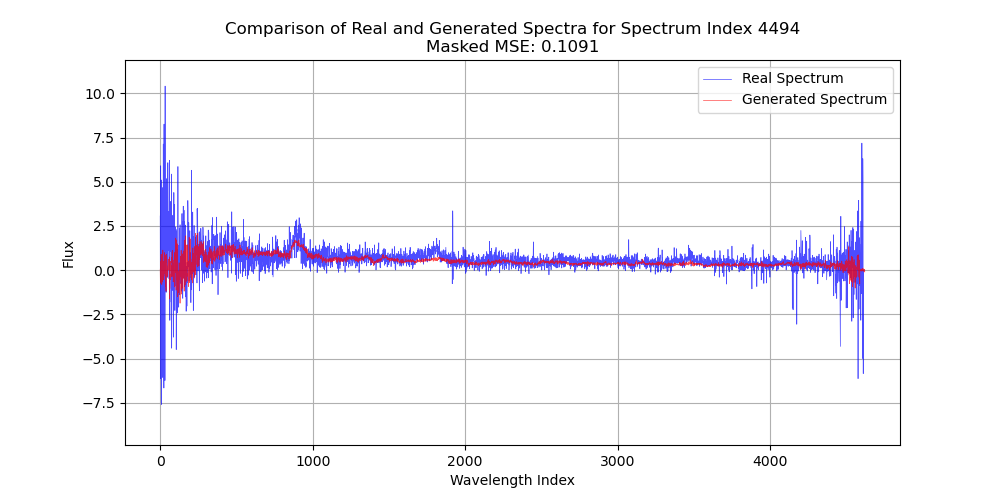 Comparison of Real and Generated Spectra for Spectrum Index 4494
Masked MSE: 0.1091
Real Spectrum
Generated Spectrum
10.0
7.5
5.0
2.5
0.0
−2.5
−5.0
−7.5
Flux
0
1000
2000
3000
4000
Wavelength Index